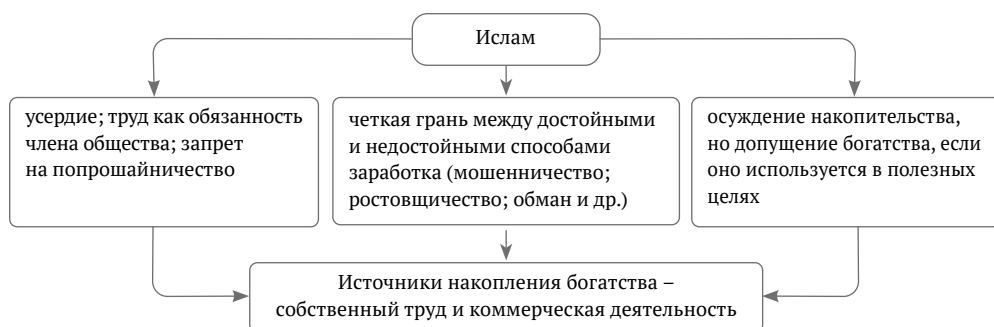 Ислам
усердие; труд как обязанность
члена общества; запрет
на попрошайничество
четкая грань между достойными
и недостойными способами
заработка (мошенничество;
ростовщичество; обман и др.)
осуждение накопительства,
но допущение богатства, если
оно используется в полезных
целях
Источники накопления богатства –
собственный труд и коммерческая деятельность